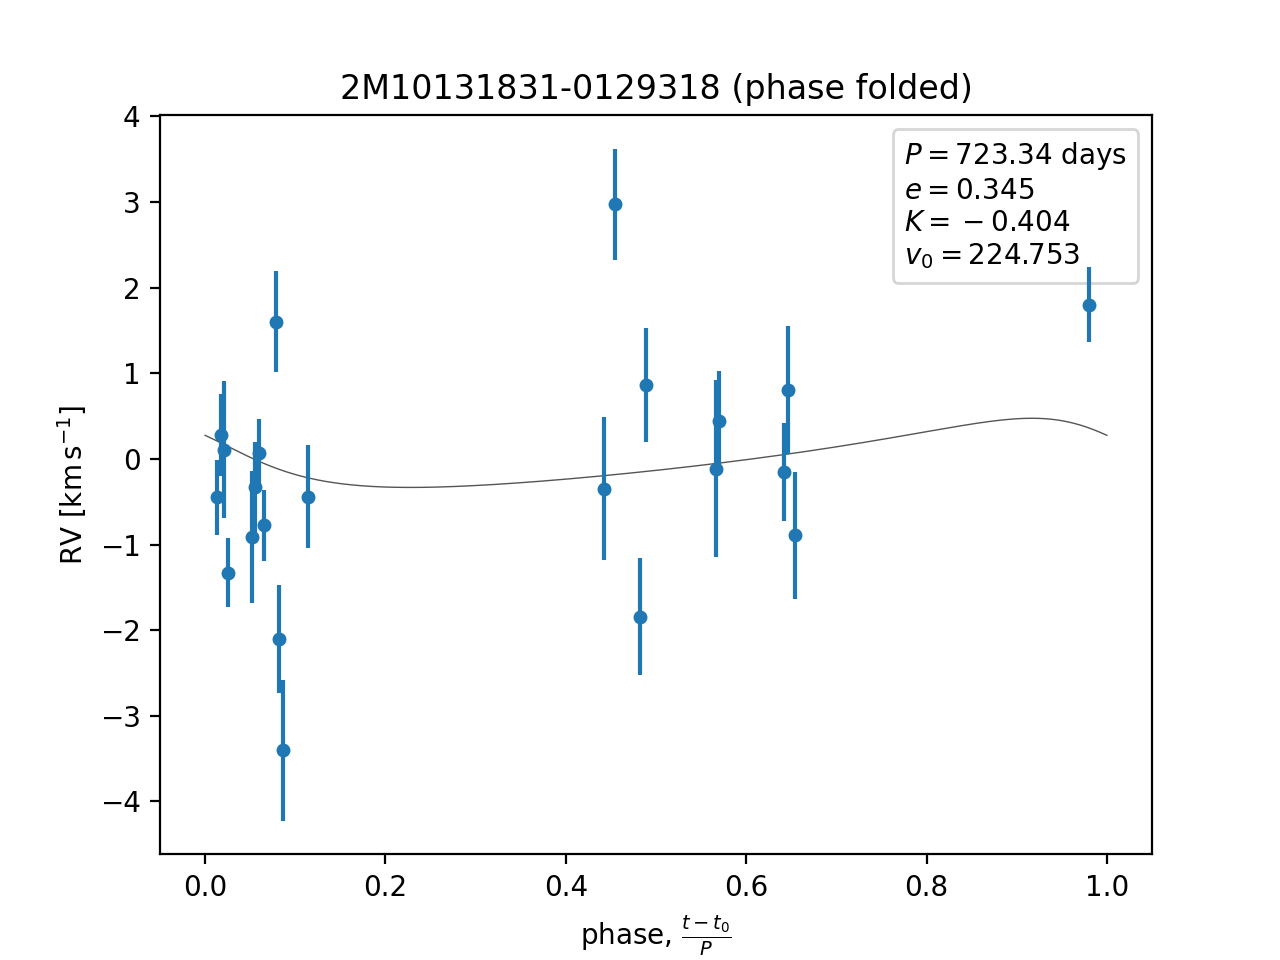 2M10131831-0129318 (phase folded)
P = 723.34 days
e = 0.345
K = −0.404
v₀ = 224.753
RV [km s⁻¹]
4
3
2
1
0
−1
−2
−3
−4
0.0 0.2 0.4 0.6 0.8 1.0
phase, (t − t₀)/P